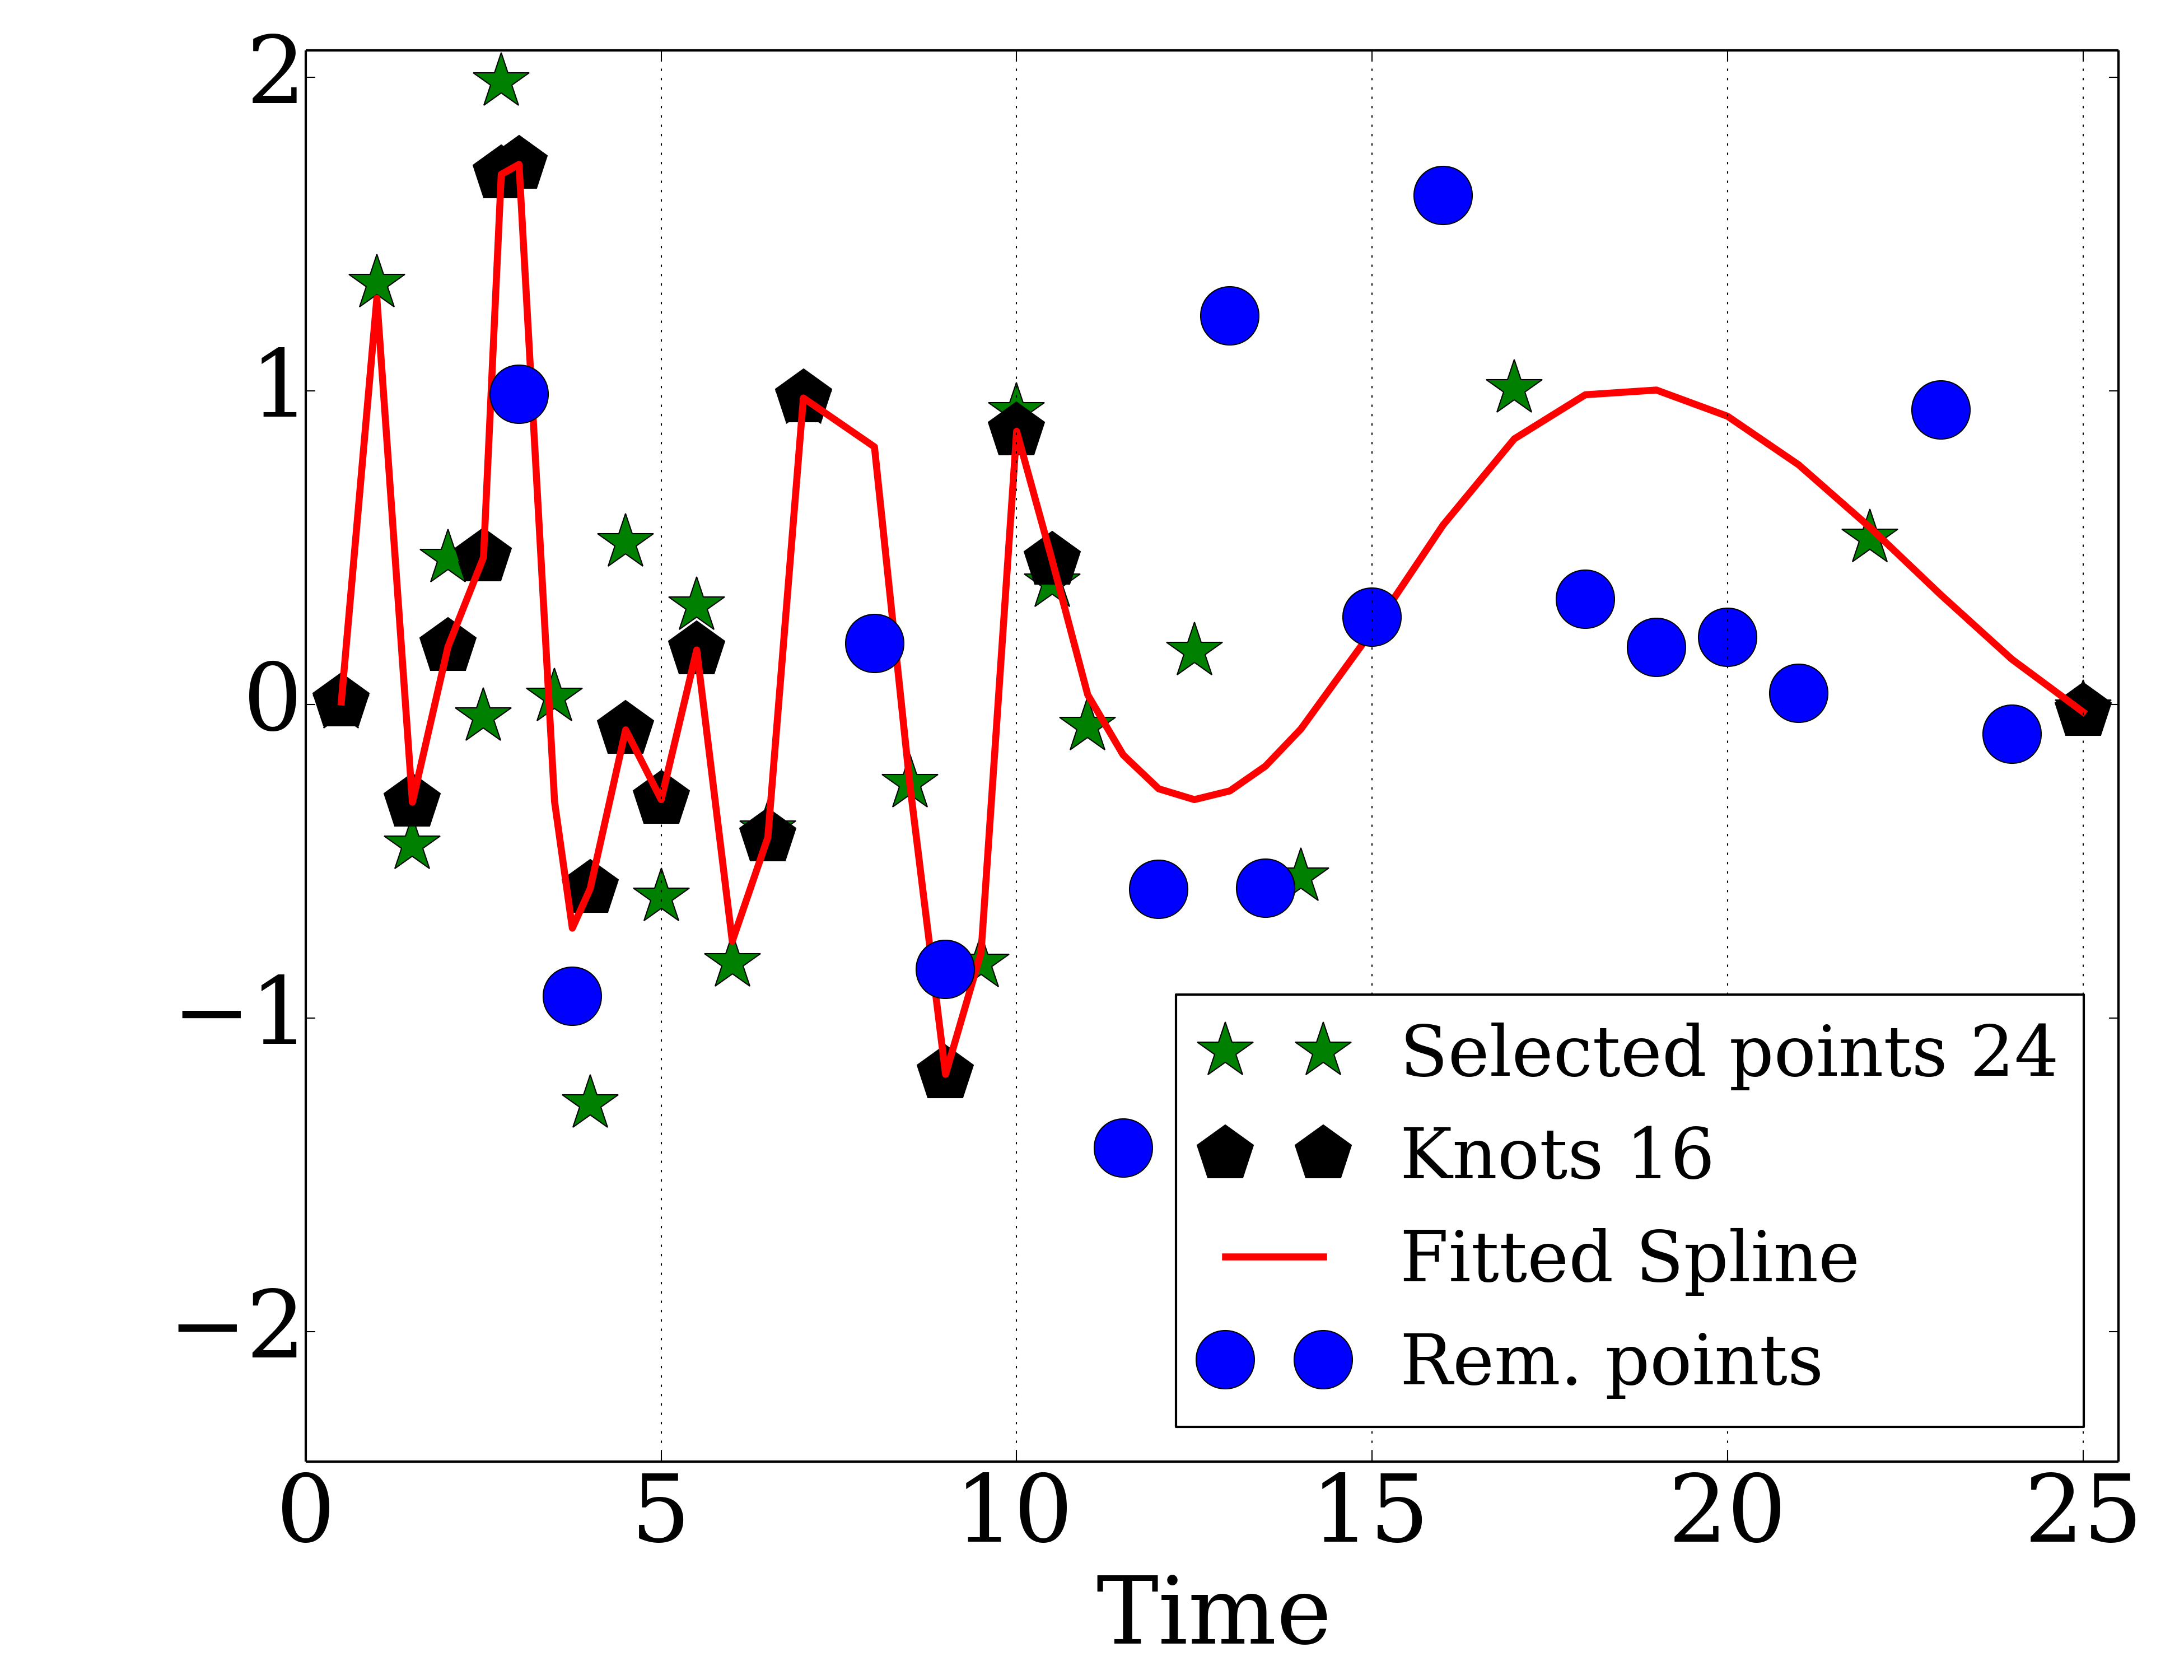 2
1
0
−1
−2
0 5 10 15 20 25
Time
Selected points 24
Knots 16
Fitted Spline
Rem. points